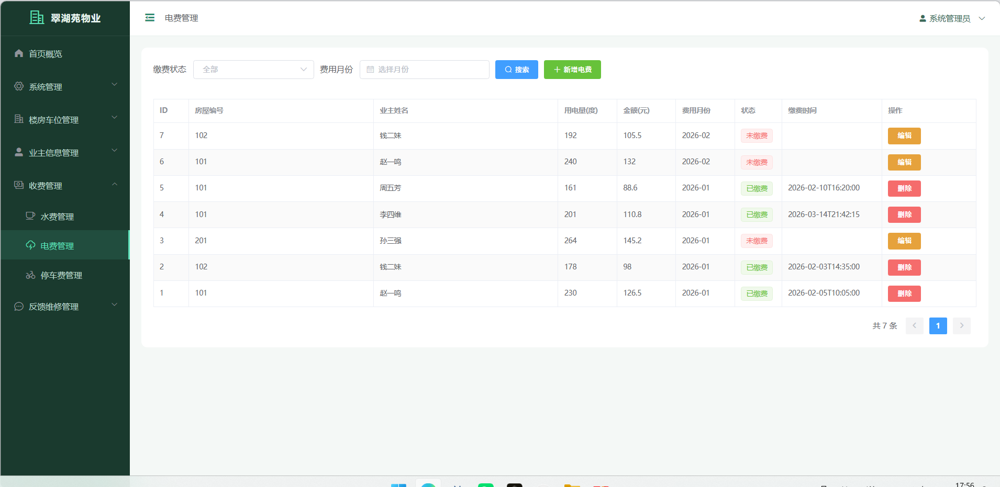 翠湖苑物业
电费管理
系统管理员
首页概览
系统管理
楼房车位管理
业主信息管理
收费管理
水费管理
电费管理
停车费管理
反馈维修管理
缴费状态 全部 费用月份 选择月份 搜索 新增电费
ID 房屋编号 业主姓名 用电量(度) 金额(元) 费用月份 状态 缴费时间 操作
7 102 钱二妹 192 105.5 2026-02 未缴费 编辑
6 101 赵一鸣 240 132 2026-02 未缴费 编辑
5 101 周五芳 161 88.6 2026-01 已缴费 2026-02-10T16:20:00 删除
4 101 李四维 201 110.8 2026-01 已缴费 2026-03-14T21:42:15 删除
3 201 孙三强 264 145.2 2026-01 未缴费 编辑
2 102 钱二妹 178 98 2026-01 已缴费 2026-02-03T14:35:00 删除
1 101 赵一鸣 230 126.5 2026-01 已缴费 2026-02-05T10:05:00 删除
共 7 条 1
17:56